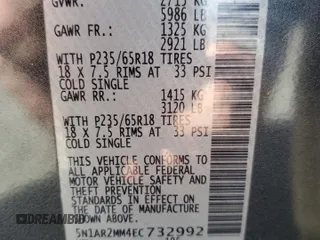 GVWR: 2715 KG
5986 LB
GAWR FR.: 1325 KG
2921 LB
WITH P235/65R18 TIRES
18 X 7.5 RIMS AT 33 PSI
COLD SINGLE
GAWR RR.: 1415 KG
3120 LB
WITH P235/65R18 TIRES
18 X 7.5 RIMS AT 33 PSI
COLD SINGLE
THIS VEHICLE CONFORMS TO
ALL APPLICABLE FEDERAL
MOTOR VEHICLE SAFETY AND
THEFT PREVENTION STANDARDS
IN EFFECT ON THE DATE OF
SHOWN ABOVE.
5N1AR2MM4EC732992
DREAMBID